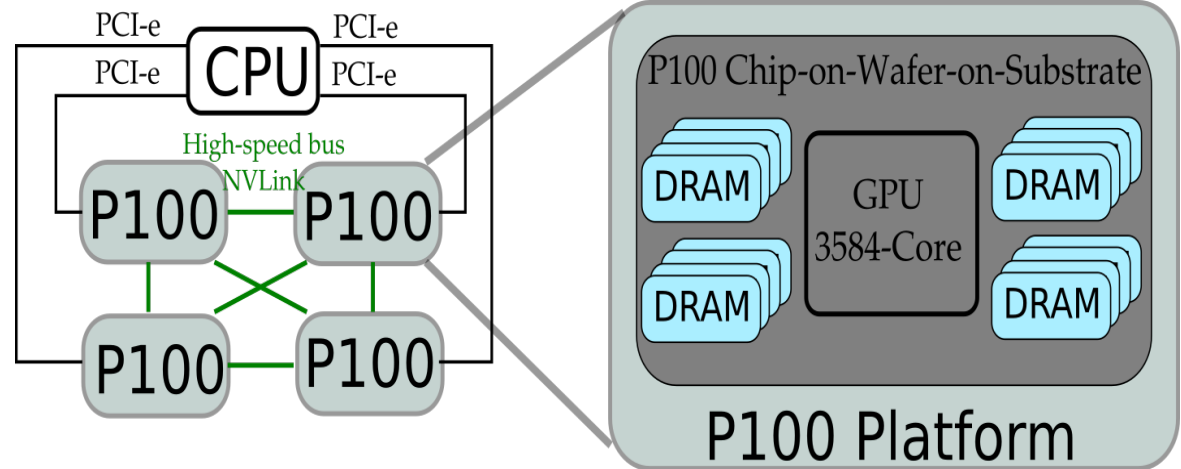 PCI-e
PCI-e
PCI-e
PCI-e
CPU
High-speed bus
NVLink
P100
P100
P100
P100
P100 Chip-on-Wafer-on-Substrate
DRAM
DRAM
GPU
3584-Core
DRAM
DRAM
P100 Platform